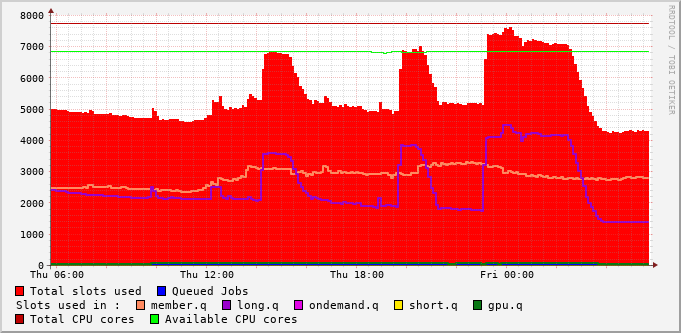 RRDTOOL / TOBI OETIKER
8000
7000
6000
5000
4000
3000
2000
1000
0
Thu 06:00 Thu 12:00 Thu 18:00 Fri 00:00
Total slots used Queued Jobs
Slots used in : member.q long.q ondemand.q short.q gpu.q
Total CPU cores Available CPU cores